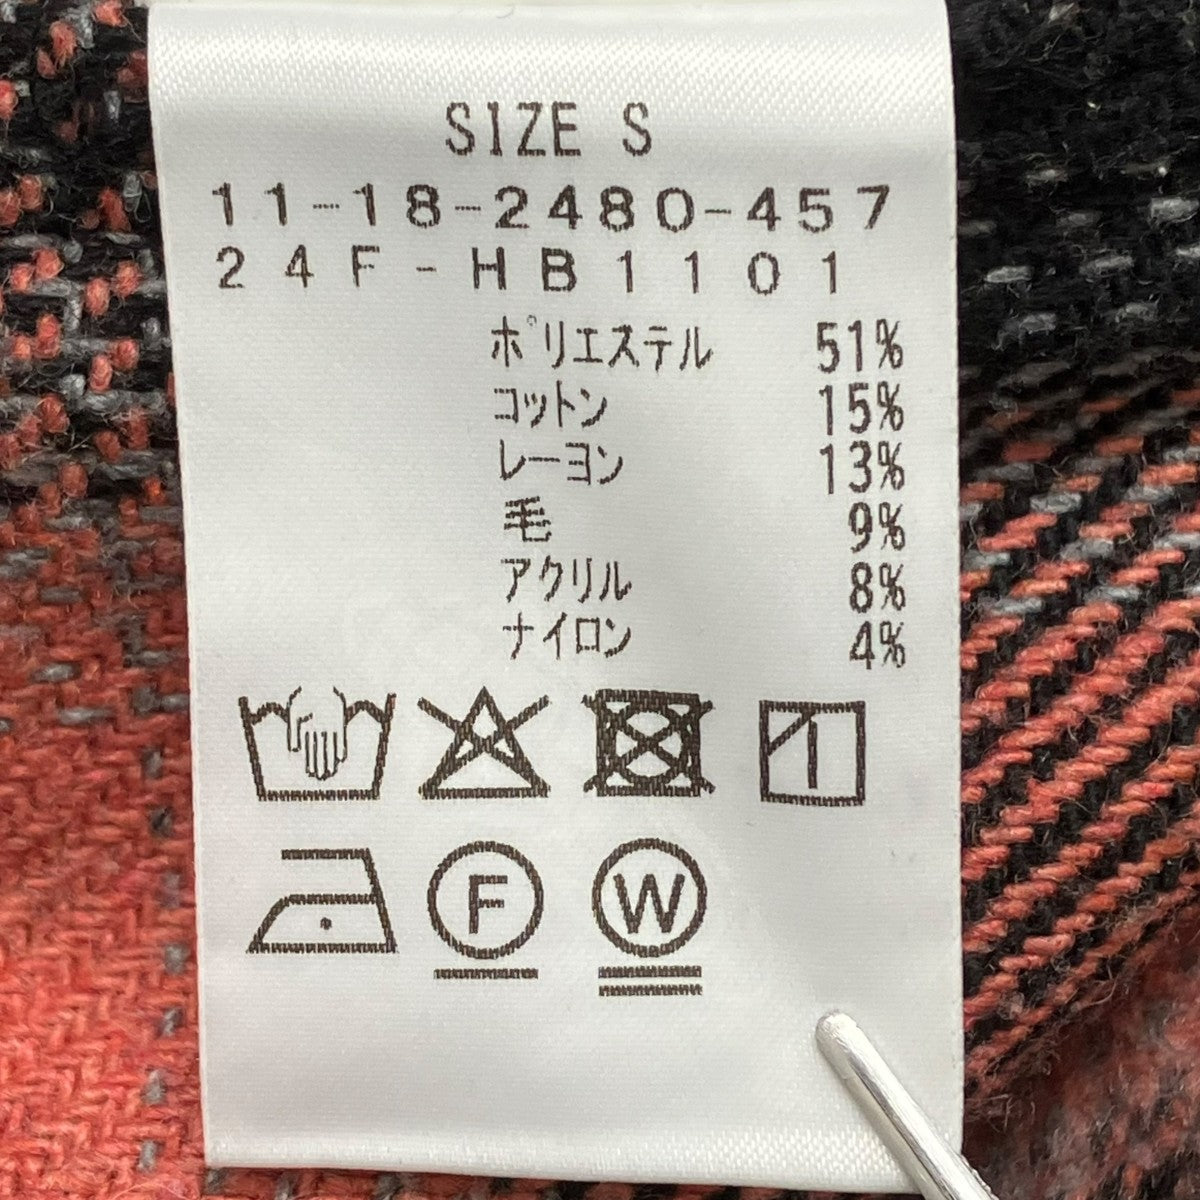 SIZE S
11-18-2480-457
24F-HB1101
ポリエステル 51%
コットン 15%
レーヨン 13%
毛 9%
アクリル 8%
ナイロン 4%
F
W